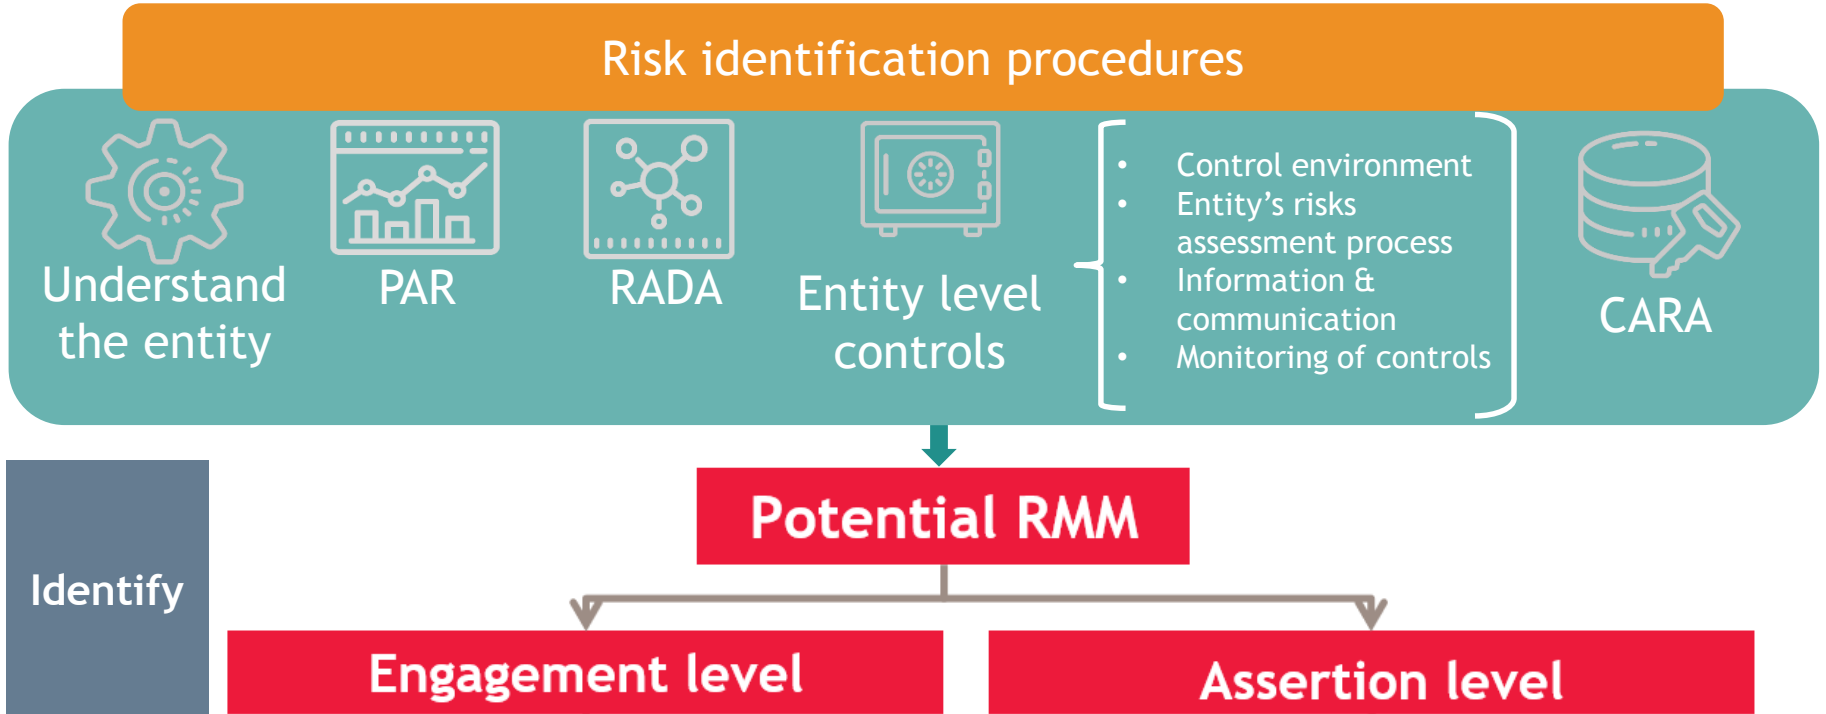 Risk identification procedures
Understand
the entity
PAR
RADA
Entity level
controls
• Control environment
• Entity’s risks
assessment process
• Information &
communication
• Monitoring of controls
CARA
Potential RMM
Identify
Engagement level
Assertion level